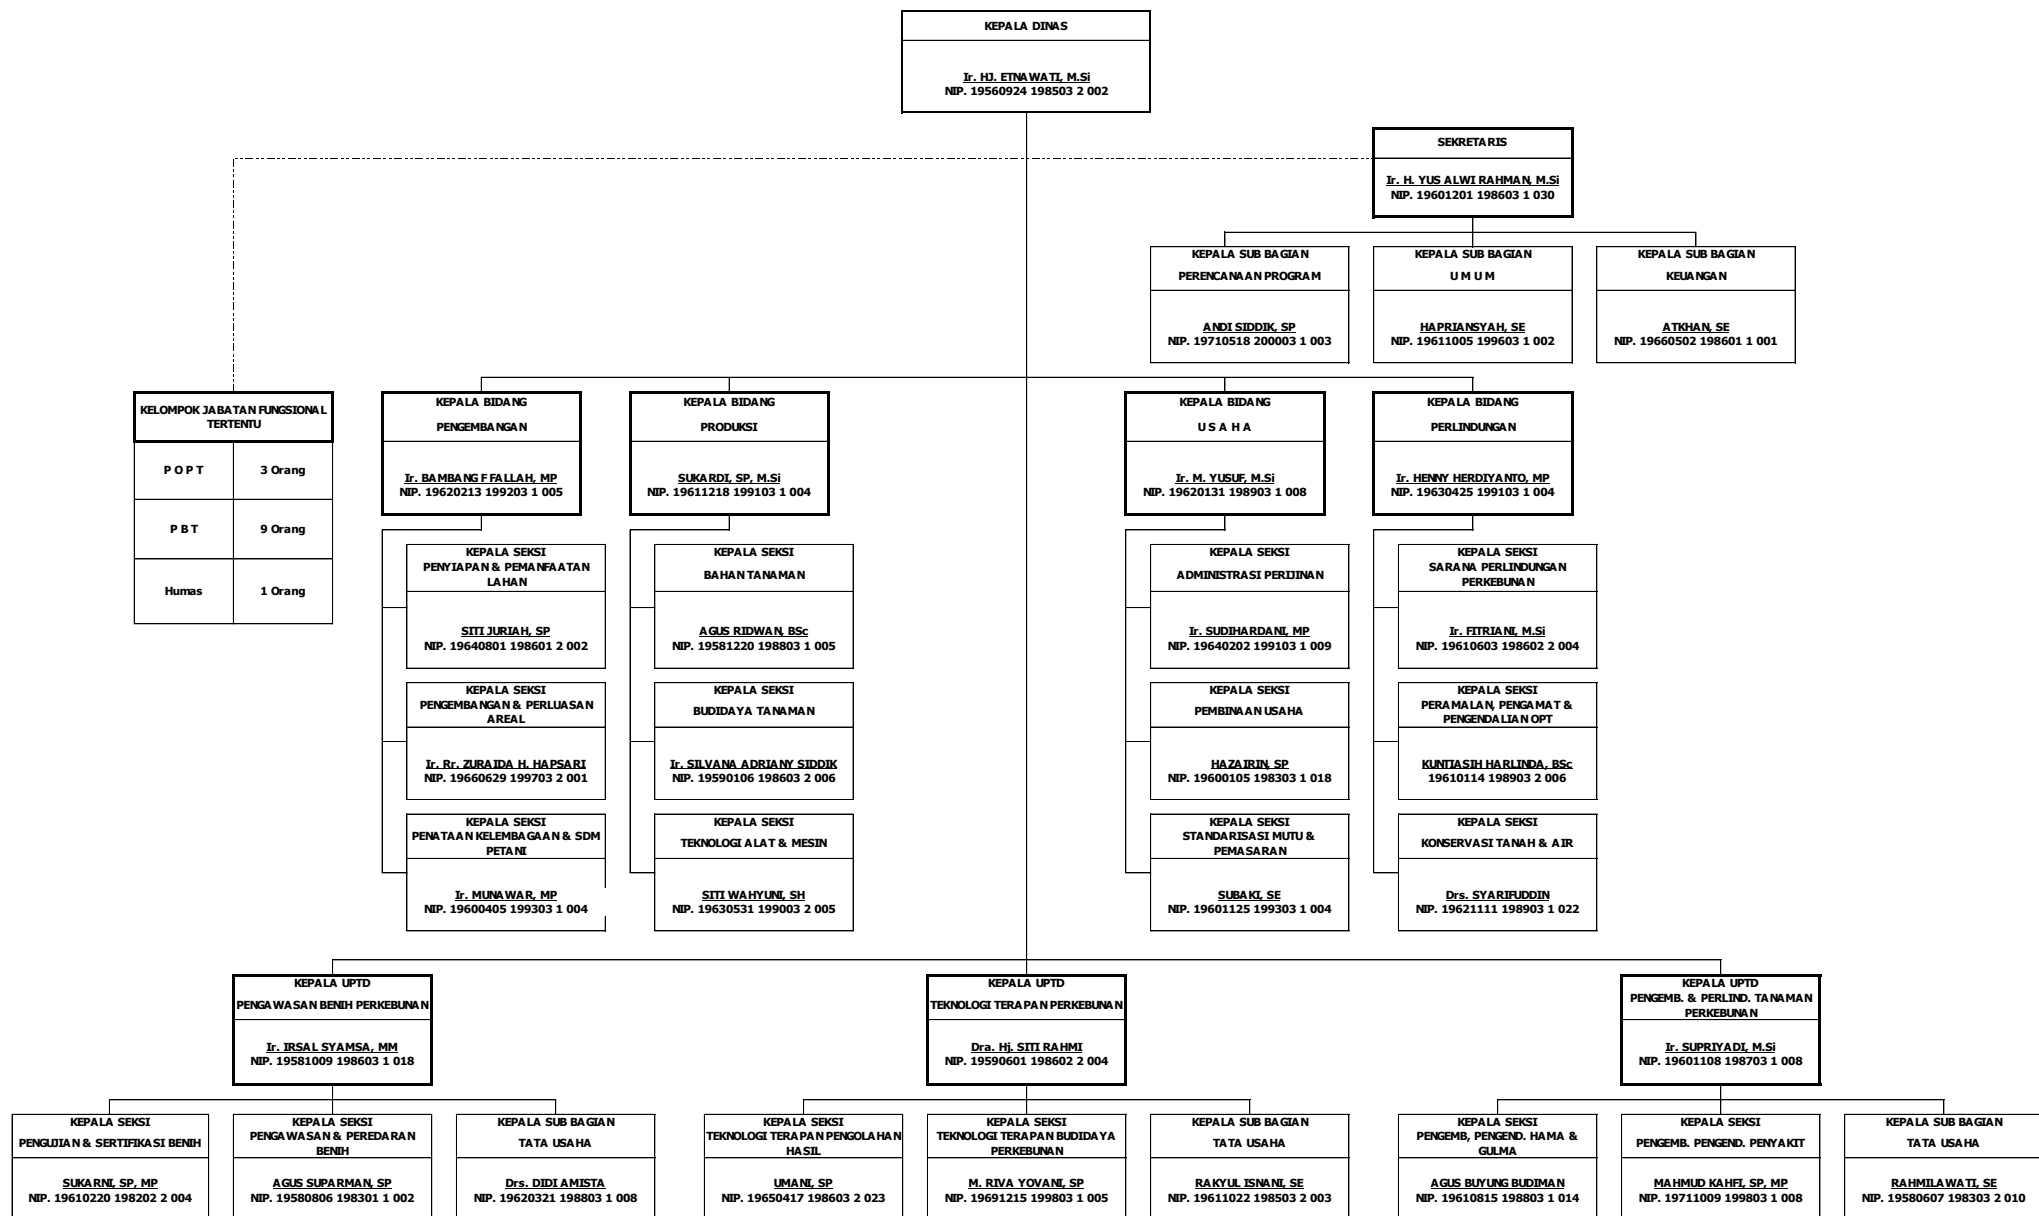 KEPALA DINAS
Ir. HJ. ETNAWATI, M.Si
NIP. 19560924 198503 2 002
SEKRETARIS
Ir. H. YUS ALWI RAHMAN, M.Si
NIP. 19601201 198603 1 030
KEPALA SUB BAGIAN
PERENCANAAN PROGRAM
ANDI SIDDIK, SP
NIP. 19710518 200003 1 003
KEPALA SUB BAGIAN
U M U M
HAPRIANSYAH, SE
NIP. 19611005 199603 1 002
KEPALA SUB BAGIAN
KEUANGAN
ATKHAN, SE
NIP. 19660502 198601 1 001
KELOMPOK JABATAN FUNGSIONAL
TERTENTU
P O P T 3 Orang
P B T 9 Orang
Humas 1 Orang
KEPALA BIDANG
PENGEMBANGAN
Ir. BAMBANG F FALLAH, MP
NIP. 19620213 199203 1 005
KEPALA BIDANG
PRODUKSI
SUKARDI, SP, M.Si
NIP. 19611218 199103 1 004
KEPALA BIDANG
U S A H A
Ir. M. YUSUF, M.Si
NIP. 19620131 198903 1 008
KEPALA BIDANG
PERLINDUNGAN
Ir. HENNY HERDIYANTO, MP
NIP. 19630425 199103 1 004
KEPALA SEKSI
PENYIAPAN & PEMANFAATAN
LAHAN
SITI JURIAH, SP
NIP. 19640801 198601 2 002
KEPALA SEKSI
BAHAN TANAMAN
AGUS RIDWAN, BSc
NIP. 19581220 198803 1 005
KEPALA SEKSI
ADMINISTRASI PERIJINAN
Ir. SUDIHARDANI, MP
NIP. 19640202 199103 1 009
KEPALA SEKSI
SARANA PERLINDUNGAN
PERKEBUNAN
Ir. FITRIANI, M.Si
NIP. 19610603 198602 2 004
KEPALA SEKSI
PENGEMBANGAN & PERLUASAN
AREAL
Ir. Rr. ZURAIDA H. HAPSARI
NIP. 19660629 199703 2 001
KEPALA SEKSI
BUDIDAYA TANAMAN
Ir. SILVANA ADRIANY SIDDIK
NIP. 19590106 198603 2 006
KEPALA SEKSI
PEMBINAAN USAHA
HAZAIRIN, SP
NIP. 19600105 198303 1 018
KEPALA SEKSI
PERAMALAN, PENGAMAT &
PENGENDALIAN OPT
KUNTIASIH HARLINDA, BSc
19610114 198903 2 006
KEPALA SEKSI
PENATAAN KELEMBAGAAN & SDM
PETANI
Ir. MUNAWAR, MP
NIP. 19600405 199303 1 004
KEPALA SEKSI
TEKNOLOGI ALAT & MESIN
SITI WAHYUNI, SH
NIP. 19630531 199003 2 005
KEPALA SEKSI
STANDARISASI MUTU &
PEMASARAN
SUBAKI, SE
NIP. 19601125 199303 1 004
KEPALA SEKSI
KONSERVASI TANAH & AIR
Drs. SYARIFUDDIN
NIP. 19621111 198903 1 022
KEPALA UPTD
PENGAWASAN BENIH PERKEBUNAN
Ir. IRSAL SYAMSA, MM
NIP. 19581009 198603 1 018
KEPALA UPTD
TEKNOLOGI TERAPAN PERKEBUNAN
Dra. Hj. SITI RAHMI
NIP. 19590601 198602 2 004
KEPALA UPTD
PENGEMB. & PERLIND. TANAMAN
PERKEBUNAN
Ir. SUPRIYADI, M.Si
NIP. 19601108 198703 1 008
KEPALA SEKSI
PENGUJIAN & SERTIFIKASI BENIH
SUKARNI, SP, MP
NIP. 19610220 198202 2 004
KEPALA SEKSI
PENGAWASAN & PEREDARAN
BENIH
AGUS SUPARMAN, SP
NIP. 19580806 198301 1 002
KEPALA SUB BAGIAN
TATA USAHA
Drs. DIDI AMISTA
NIP. 19620321 198803 1 008
KEPALA SEKSI
TEKNOLOGI TERAPAN PENGOLAHAN
HASIL
UMANI, SP
NIP. 19650417 198603 2 023
KEPALA SEKSI
TEKNOLOGI TERAPAN BUDIDAYA
PERKEBUNAN
M. RIVA YOVANI, SP
NIP. 19691215 199803 1 005
KEPALA SUB BAGIAN
TATA USAHA
RAKYUL ISNANI, SE
NIP. 19611022 198503 2 003
KEPALA SEKSI
PENGEMB, PENGEND. HAMA &
GULMA
AGUS BUYUNG BUDIMAN
NIP. 19610815 198803 1 014
KEPALA SEKSI
PENGEMB. PENGEND. PENYAKIT
MAHMUD KAHFI, SP, MP
NIP. 19711009 199803 1 008
KEPALA SUB BAGIAN
TATA USAHA
RAHMILAWATI, SE
NIP. 19580607 198303 2 010